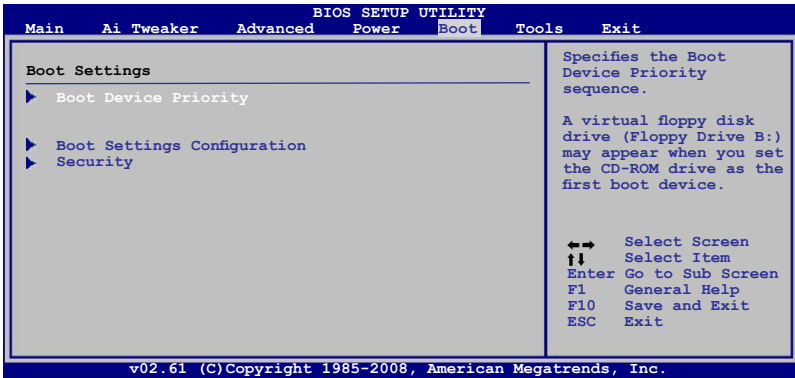 BIOS SETUP UTILITY
Main Ai Tweaker Advanced Power Boot Tools Exit
Boot Settings
Boot Device Priority
Boot Settings Configuration
Security
Specifies the Boot
Device Priority
sequence.
A virtual floppy disk
drive (Floppy Drive B:)
may appear when you set
the CD-ROM drive as the
first boot device.
←→ Select Screen
↑↓ Select Item
Enter Go to Sub Screen
F1 General Help
F10 Save and Exit
ESC Exit
v02.61 (C)Copyright 1985-2008, American Megatrends, Inc.